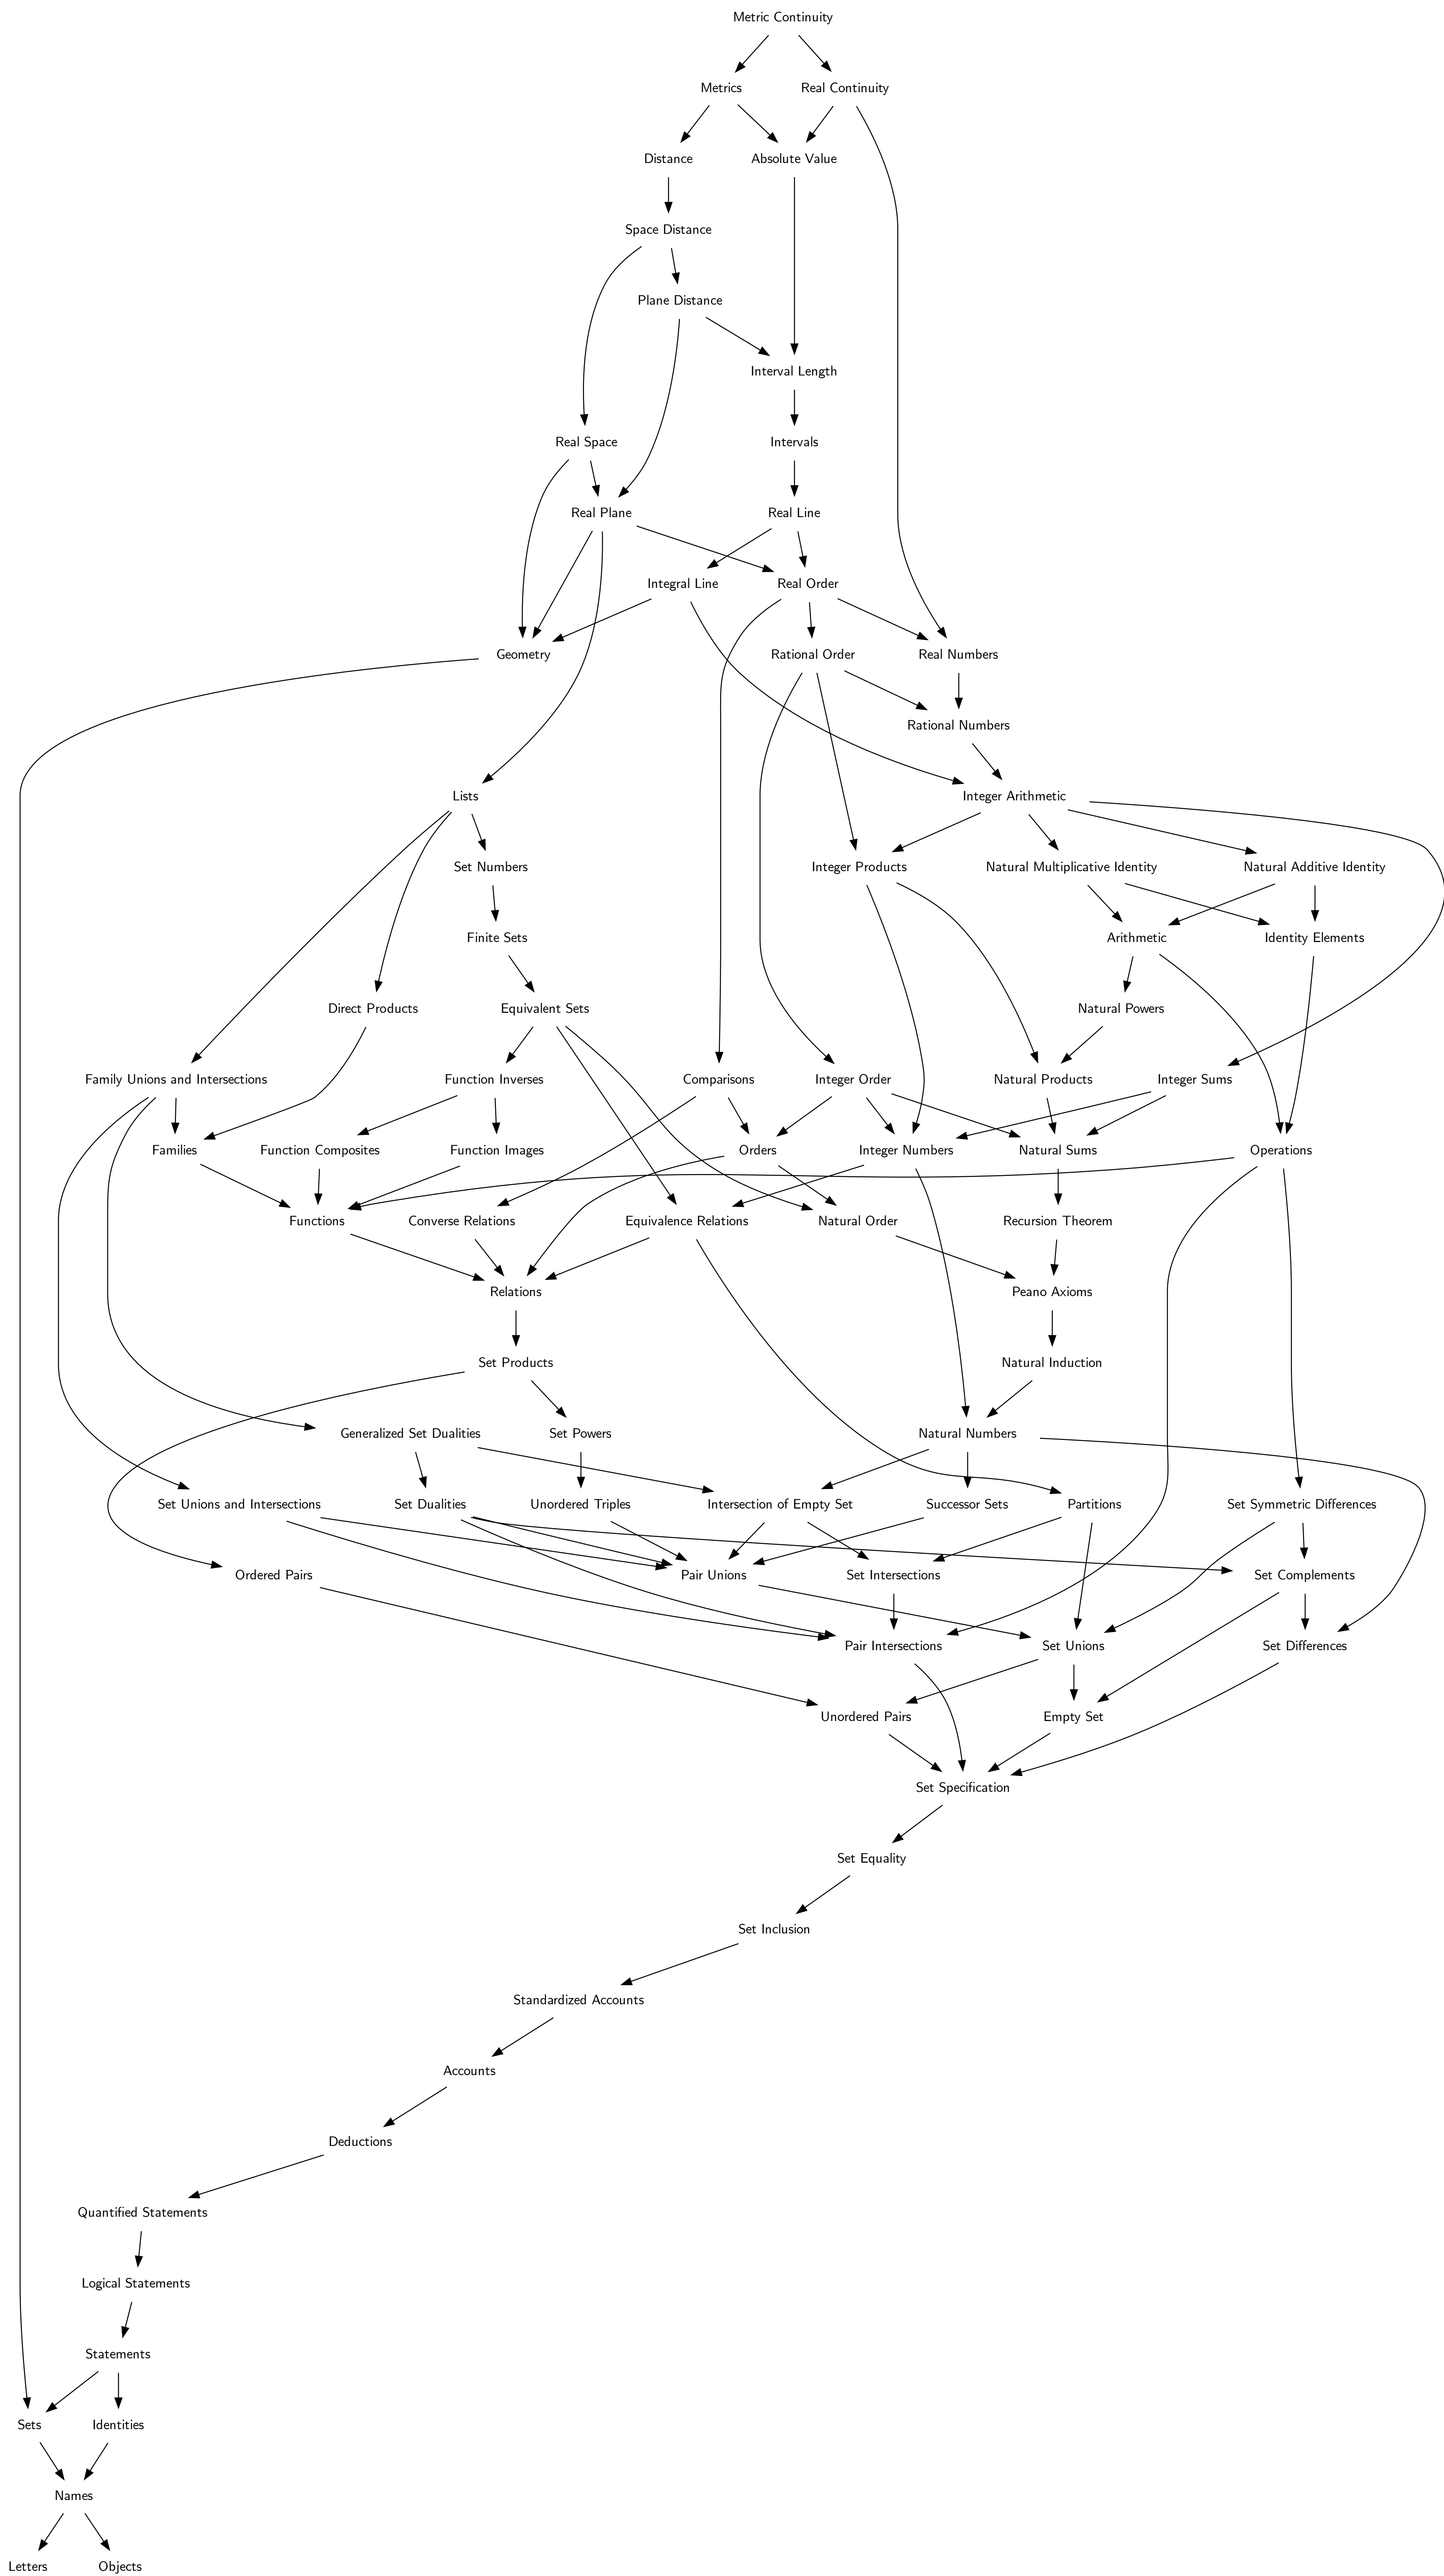 Metric Continuity
Metrics
Real Continuity
Distance
Absolute Value
Space Distance
Plane Distance
Interval Length
Real Space
Intervals
Real Plane
Real Line
Integral Line
Real Order
Geometry
Rational Order
Real Numbers
Rational Numbers
Lists
Integer Arithmetic
Set Numbers
Integer Products
Natural Multiplicative Identity
Natural Additive Identity
Finite Sets
Arithmetic
Identity Elements
Direct Products
Equivalent Sets
Natural Powers
Family Unions and Intersections
Function Inverses
Comparisons
Integer Order
Natural Products
Integer Sums
Families
Function Composites
Function Images
Orders
Integer Numbers
Natural Sums
Operations
Functions
Converse Relations
Equivalence Relations
Natural Order
Recursion Theorem
Relations
Peano Axioms
Set Products
Natural Induction
Generalized Set Dualities
Set Powers
Natural Numbers
Set Unions and Intersections
Set Dualities
Unordered Triples
Intersection of Empty Set
Successor Sets
Partitions
Set Symmetric Differences
Ordered Pairs
Pair Unions
Set Intersections
Set Complements
Pair Intersections
Set Unions
Set Differences
Unordered Pairs
Empty Set
Set Specification
Set Equality
Set Inclusion
Standardized Accounts
Accounts
Deductions
Quantified Statements
Logical Statements
Statements
Sets
Identities
Names
Letters
Objects